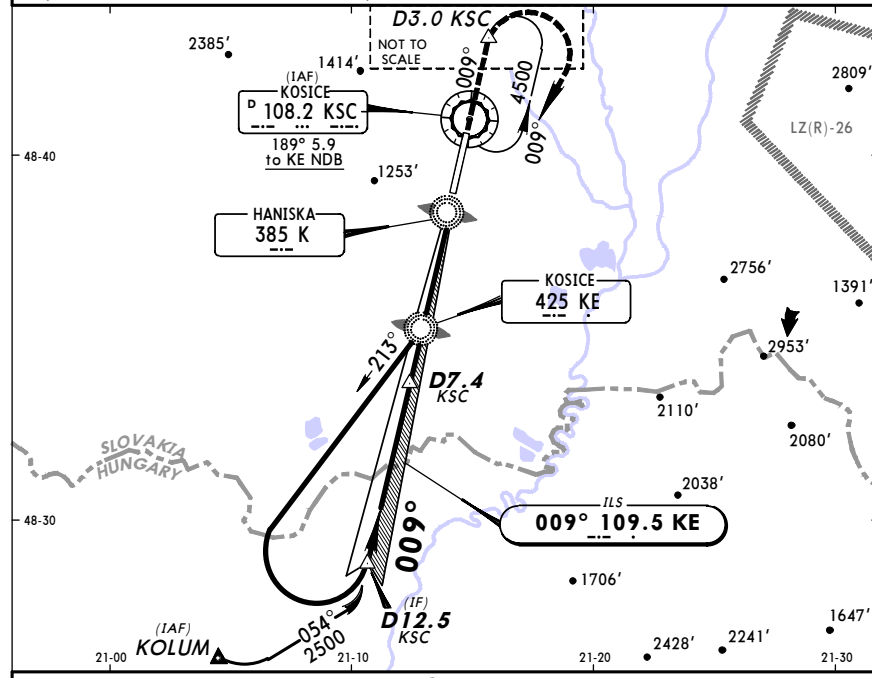 D3.0 KSC
NOT TO
SCALE
2385'
1414'
(IAF)
KOSICE
D 108.2 KSC
189° 5.9
to KE NDB
009°
4500
009°
2809'
LZ(R)-26
48-40
1253'
HANISKA
385 K
KOSICE
425 KE
2756'
1391'
213°
D7.4
KSC
2953'
2110'
2080'
SLOVAKIA
HUNGARY
2038'
ILS
009° 109.5 KE
48-30
009°
1706'
(IF)
D12.5
KSC
(IAF)
KOLUM
054°
2500
1647'
2428'
2241'
21-00
21-10
21-20
21-30